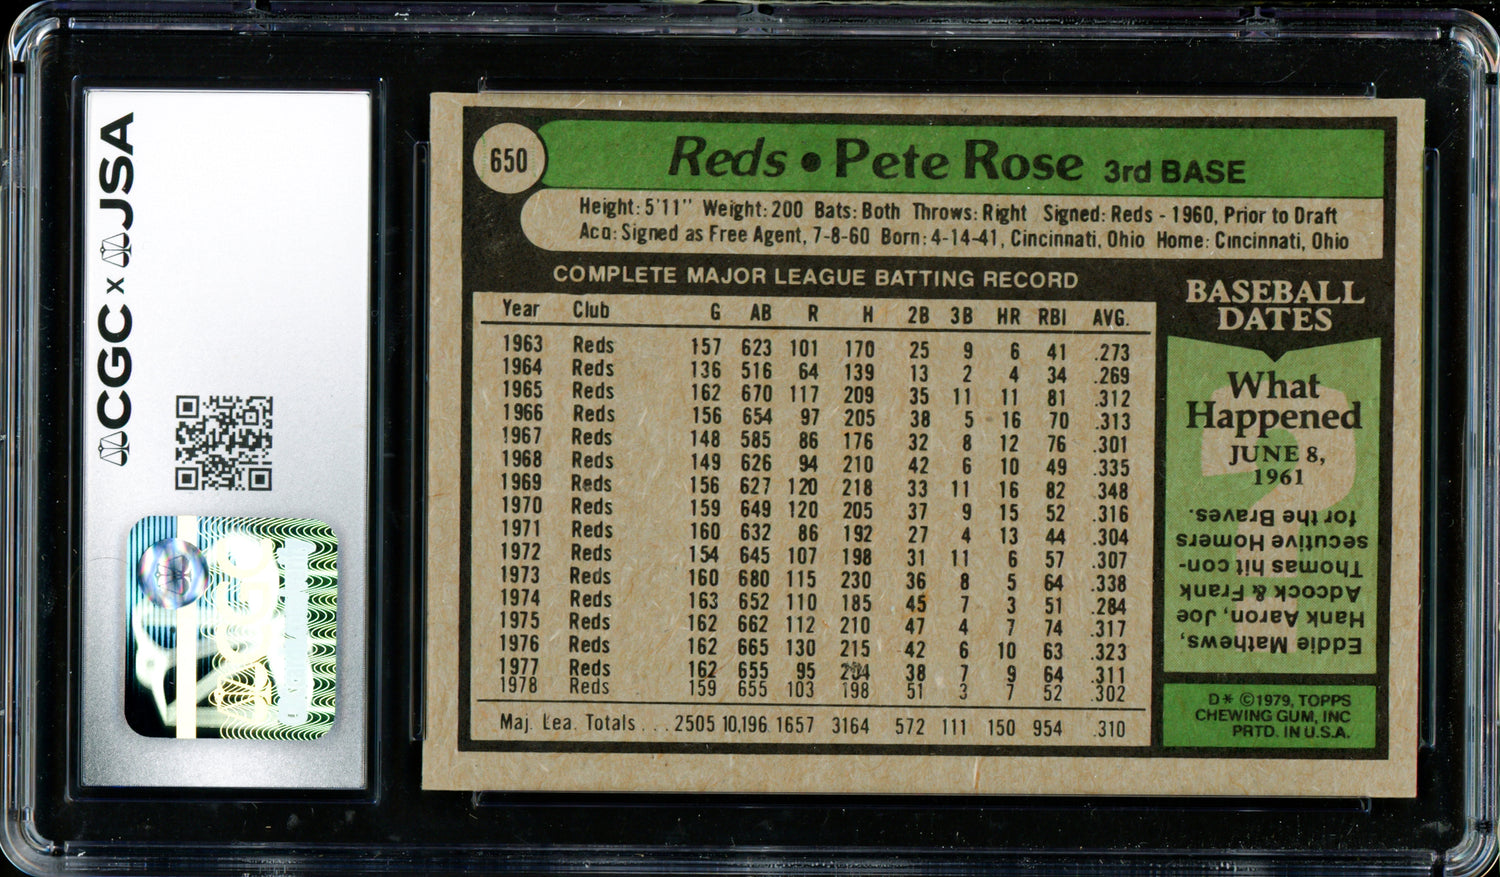 CGC x JSA
650
Reds • Pete Rose 3rd BASE
Height: 5'11" Weight: 200 Bats: Both Throws: Right Signed: Reds - 1960, Prior to Draft
Acq: Signed as Free Agent, 7-8-60 Born: 4-14-41, Cincinnati, Ohio Home: Cincinnati, Ohio
COMPLETE MAJOR LEAGUE BATTING RECORD
Year Club G AB R H 2B 3B HR RBI AVG.
1963 Reds 157 623 101 170 25 9 6 41 .273
1964 Reds 136 516 64 139 13 2 4 34 .269
1965 Reds 162 670 117 209 35 11 11 81 .312
1966 Reds 156 654 97 205 38 5 16 70 .313
1967 Reds 148 585 86 176 32 8 12 76 .301
1968 Reds 149 626 94 210 42 6 10 49 .335
1969 Reds 156 627 120 218 33 11 16 82 .348
1970 Reds 159 649 120 205 37 9 15 52 .316
1971 Reds 160 632 86 192 27 4 13 44 .304
1972 Reds 154 645 107 198 31 11 6 57 .307
1973 Reds 160 680 115 230 36 8 5 64 .338
1974 Reds 163 652 110 185 45 7 3 51 .284
1975 Reds 162 662 112 210 47 4 7 74 .317
1976 Reds 162 665 130 215 42 6 10 63 .323
1977 Reds 162 655 95 204 38 7 9 64 .311
1978 Reds 159 655 103 198 51 3 7 52 .302
Maj. Lea. Totals . . . 2505 10,196 1657 3164 572 111 150 954 .310
BASEBALL
DATES
What
Happened
JUNE 8,
1961
Eddie Mathews,
Hank Aaron, Joe
Adcock & Frank
Thomas hit con-
secutive Homers
for the Braves.
D* ©1979, TOPPS
CHEWING GUM, INC
PRTD. IN U.S.A.